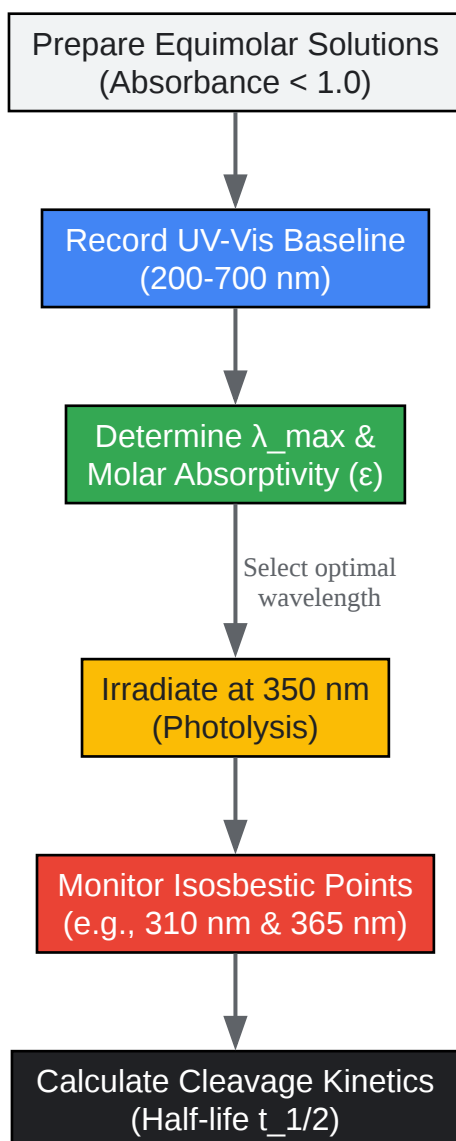 Prepare Equimolar Solutions
(Absorbance < 1.0)
Record UV-Vis Baseline
(200-700 nm)
Determine λ_max &
Molar Absorptivity (ε)
Select optimal
wavelength
Irradiate at 350 nm
(Photolysis)
Monitor Isosbestic Points
(e.g., 310 nm & 365 nm)
Calculate Cleavage Kinetics
(Half-life t_1/2)